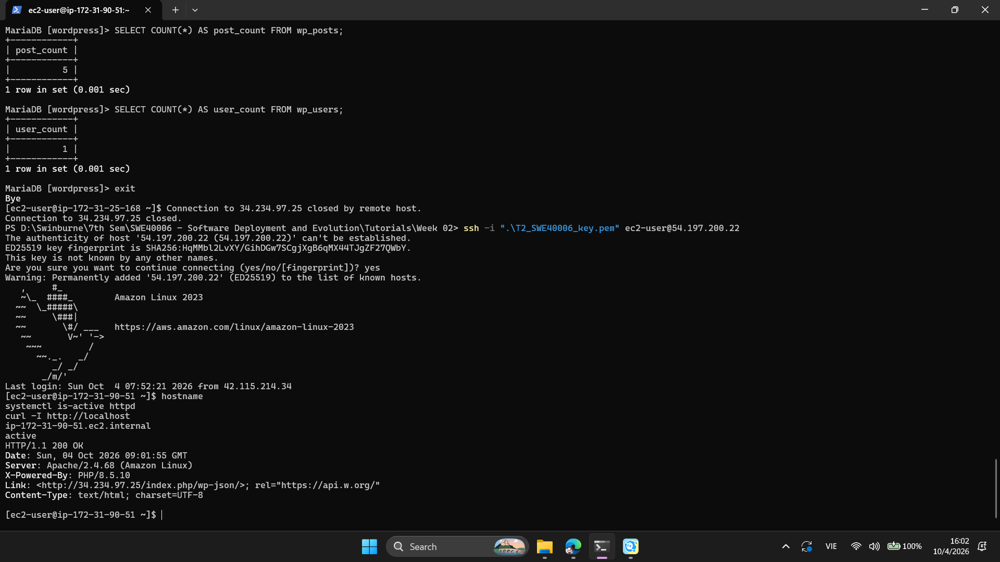 ec2-user@ip-172-31-90-51:~
MariaDB [wordpress]> SELECT COUNT(*) AS post_count FROM wp_posts;
+------------+
| post_count |
+------------+
|          5 |
+------------+
1 row in set (0.001 sec)
MariaDB [wordpress]> SELECT COUNT(*) AS user_count FROM wp_users;
+------------+
| user_count |
+------------+
|          1 |
+------------+
1 row in set (0.001 sec)
MariaDB [wordpress]> exit
Bye
[ec2-user@ip-172-31-25-168 ~]$ Connection to 34.234.97.25 closed by remote host.
Connection to 34.234.97.25 closed.
PS D:\Swinburne\7th Sem\SWE40006 - Software Deployment and Evolution\Tutorials\Week 02> ssh -i ".\T2_SWE40006_key.pem" ec2-user@54.197.200.22
The authenticity of host '54.197.200.22 (54.197.200.22)' can't be established.
ED25519 key fingerprint is SHA256:HqMMbl2LvXY/GihDGw7SCgjXgB6qMX44TJgZF27QWbY.
This key is not known by any other names.
Are you sure you want to continue connecting (yes/no/[fingerprint])? yes
Warning: Permanently added '54.197.200.22' (ED25519) to the list of known hosts.
   ,     #_
   ~\_  ####_        Amazon Linux 2023
  ~~  \_#####\
  ~~     \###|
  ~~       \#/ ___   https://aws.amazon.com/linux/amazon-linux-2023
   ~~       V~' '->
    ~~~         /
      ~~._.   _/
         _/ _/
       _/m/'
Last login: Sun Oct  4 07:52:21 2026 from 42.115.214.34
[ec2-user@ip-172-31-90-51 ~]$ hostname
systemctl is-active httpd
curl -I http://localhost
ip-172-31-90-51.ec2.internal
active
HTTP/1.1 200 OK
Date: Sun, 04 Oct 2026 09:01:55 GMT
Server: Apache/2.4.68 (Amazon Linux)
X-Powered-By: PHP/8.5.10
Link: <http://34.234.97.25/index.php/wp-json/>; rel="https://api.w.org/"
Content-Type: text/html; charset=UTF-8
[ec2-user@ip-172-31-90-51 ~]$
Search
VIE
100%
16:02
10/4/2026